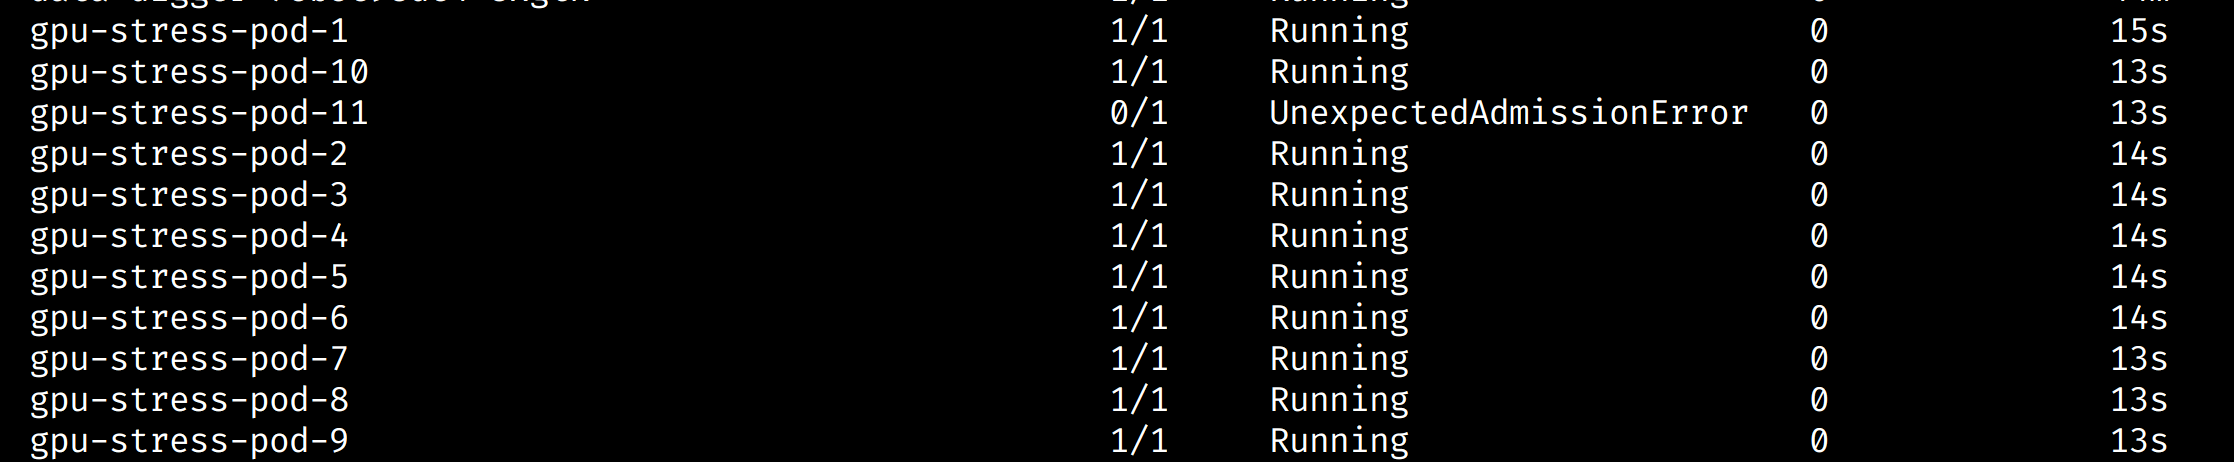 gpu-stress-pod-1 1/1 Running 0 15s
gpu-stress-pod-10 1/1 Running 0 13s
gpu-stress-pod-11 0/1 UnexpectedAdmissionError 0 13s
gpu-stress-pod-2 1/1 Running 0 14s
gpu-stress-pod-3 1/1 Running 0 14s
gpu-stress-pod-4 1/1 Running 0 14s
gpu-stress-pod-5 1/1 Running 0 14s
gpu-stress-pod-6 1/1 Running 0 14s
gpu-stress-pod-7 1/1 Running 0 13s
gpu-stress-pod-8 1/1 Running 0 13s
gpu-stress-pod-9 1/1 Running 0 13s